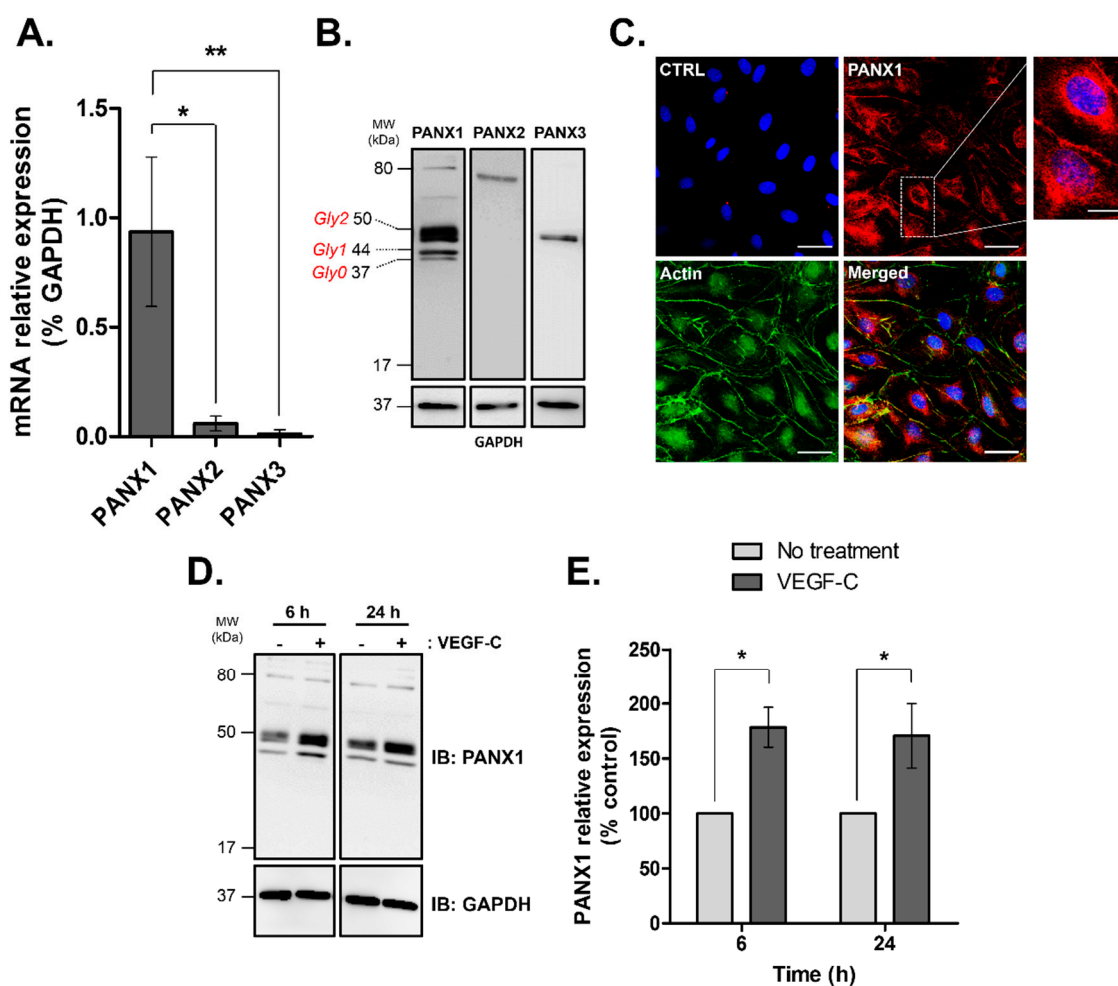 A.
**
*
mRNA relative expression
(% GAPDH)
1.5
1.0
0.5
0.0
PANX1
PANX2
PANX3
B.
MW
(kDa)
PANX1 PANX2 PANX3
80
Gly2 50
Gly1 44
Gly0 37
17
37
GAPDH
C.
CTRL
PANX1
Actin
Merged
D.
MW
(kDa)
6 h
24 h
- + - + : VEGF-C
80
50
IB: PANX1
17
37
IB: GAPDH
E.
No treatment
VEGF-C
PANX1 relative expression
(% control)
250
200
150
100
50
0
*
*
6
24
Time (h)